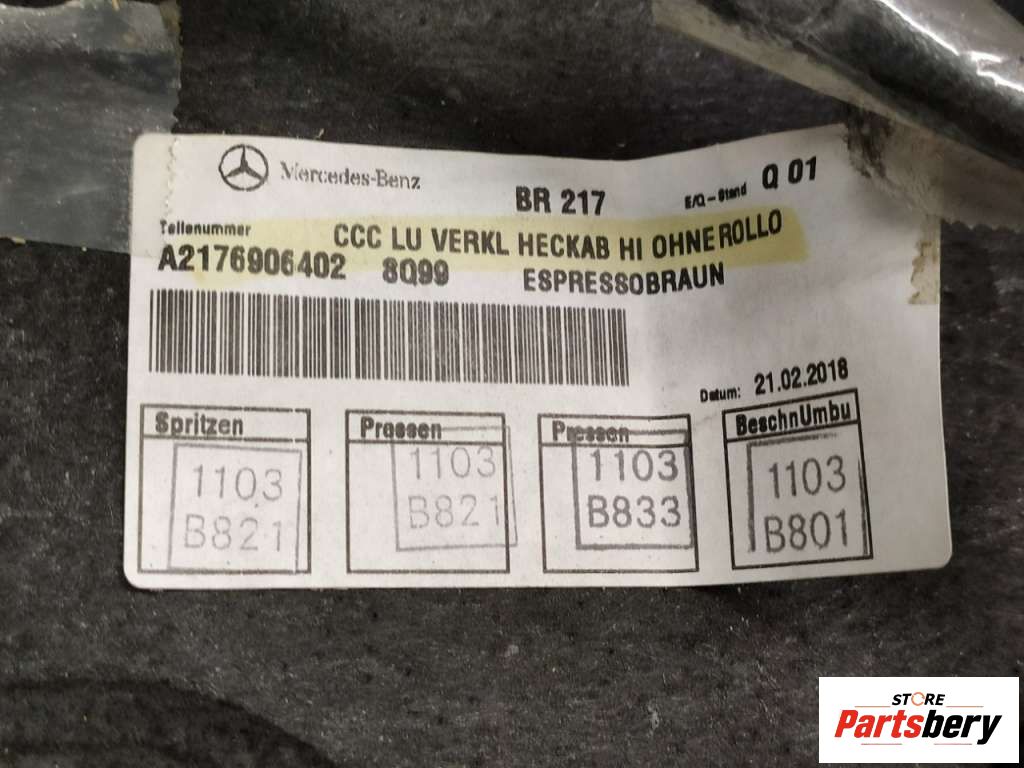 Mercedes-Benz
BR 217
E/Q-Stand Q 01
Teilenummer
CCC LU VERKL HECKAB HI OHNE ROLLO
A2176906402 8Q99 ESPRESSOBRAUN
Datum: 21.02.2018
Spritzen
1103
B821
Pressen
1103
B821
Pressen
1103
B833
BeschnUmbu
1103
B801
STORE
Partsbery